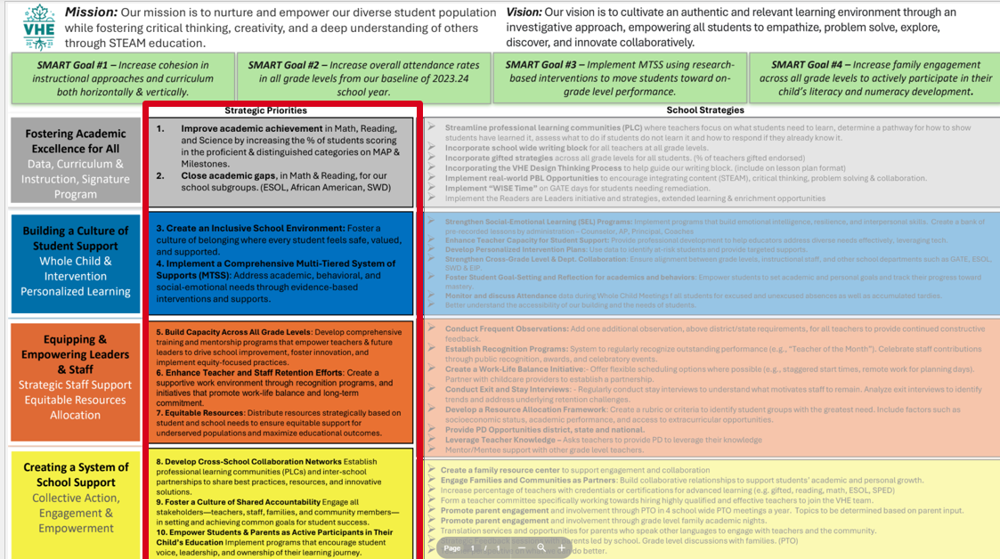 VHE
Mission: Our mission is to nurture and empower our diverse student population
while fostering critical thinking, creativity, and a deep understanding of others
through STEAM education.
Vision: Our vision is to cultivate an authentic and relevant learning environment through an
investigative approach, empowering all students to empathize, problem solve, explore,
discover, and innovate collaboratively.
SMART Goal #1 – Increase cohesion in
instructional approaches and curriculum
both horizontally & vertically.
SMART Goal #2 – Increase overall attendance rates
in all grade levels from our baseline of 2023.24
school year.
SMART Goal #3 – Implement MTSS using research-
based interventions to move students toward on-
grade level performance.
SMART Goal #4 – Increase family engagement
across all grade levels to actively participate in their
child's literacy and numeracy development.
Strategic Priorities
School Strategies
Fostering Academic
Excellence for All
Data, Curriculum &
Instruction, Signature
Program
1. Improve academic achievement in Math, Reading,
and Science by increasing the % of students scoring
in the proficient & distinguished categories on MAP &
Milestones.
2. Close academic gaps, in Math & Reading, for our
school subgroups. (ESOL, African American, SWD)
Streamline professional learning communities (PLC) where teachers focus on what students need to learn, determine a pathway for how to show
students have learned it, assess what to do if students do not learn it and how to respond if they already know it.
Incorporate school wide writing block for all teachers at all grade levels.
Incorporate gifted strategies across all grade levels for all students. (% of teachers gifted endorsed)
Incorporating the VHE Design Thinking Process to help guide our writing block. (include on lesson plan format)
Implement real-world PBL Opportunities to encourage integrating content (STEAM), critical thinking, problem solving & collaboration.
Implement “WISE Time” on GATE days for students needing remediation.
Implement the Readers are Leaders initiative and strategies, extended learning & enrichment opportunities
Building a Culture of
Student Support
Whole Child &
Intervention
Personalized Learning
3. Create an Inclusive School Environment: Foster a
culture of belonging where every student feels safe, valued,
and supported.
4. Implement a Comprehensive Multi-Tiered System of
Supports (MTSS): Address academic, behavioral, and
social-emotional needs through evidence-based
interventions and supports.
Strengthen Social-Emotional Learning (SEL) Programs: Implement programs that build emotional intelligence, resilience, and interpersonal skills. Create a bank of
pre-recorded lessons by administration– Counselor, AP, Principal, Coaches
Enhance Teacher Capacity for Student Support: Provide professional development to help educators address diverse needs effectively, leveraging tech.
Develop Personalized Intervention Plans: Use data to identify at-risk students and provide targeted supports.
Strengthen Cross-Grade Level & Dept. Collaboration: Ensure alignment between grade levels, instructional staff, and other school departments such as GATE, ESOL,
SWD & EIP.
Foster Student Goal-Setting and Reflection for academics and behaviors: Empower students to set academic and personal goals and track their progress toward
mastery.
Monitor and discuss Attendance data during Whole Child Meetings f all students for excused and unexcused absences as well as accumulated tardies.
Better understand the accessibility of our building and the needs of students.
Equipping &
Empowering Leaders
& Staff
Strategic Staff Support
Equitable Resources
Allocation
5. Build Capacity Across All Grade Levels: Develop comprehensive
training and mentorship programs that empower teachers & future
leaders to drive school improvement, foster innovation, and
implement equity-focused practices.
6. Enhance Teacher and Staff Retention Efforts: Create a
supportive work environment through recognition programs, and
initiatives that promote work-life balance and long-term
commitment.
7. Equitable Resources: Distribute resources strategically based on
student and school needs to ensure equitable support for
underserved populations and maximize educational outcomes.
Conduct Frequent Observations: Add one additional observation, above district/state requirements, for all teachers to provide continued constructive
feedback.
Establish Recognition Programs: System to regularly recognize outstanding performance (e.g., "Teacher of the Month"). Celebrate staff contributions
through public recognition, awards, and celebratory events.
Create a Work-Life Balance Initiative:- Offer flexible scheduling options where possible (e.g., staggered start times, remote work for planning days).
Partner with childcare providers to establish a partnership.
Conduct Exit and Stay Interviews: - Regularly conduct stay interviews to understand what motivates staff to remain. Analyze exit interviews to identify
trends and address underlying retention challenges.
Develop a Resource Allocation Framework: Create a rubric or criteria to identify student groups with the greatest need. Include factors such as
socioeconomic status, academic performance, and access to extracurricular opportunities.
Provide PD Opportunities district, state and national.
Leverage Teacher Knowledge – Asks teachers to provide PD to leverage their knowledge
Mentor/Mentee support with other grade level teachers.
Creating a System of
School Support
Collective Action,
Engagement &
Empowerment
8. Develop Cross-School Collaboration Networks Establish
professional learning communities (PLCs) and inter-school
partnerships to share best practices, resources, and innovative
solutions.
9. Foster a Culture of Shared Accountability Engage all
stakeholders—teachers, staff, families, and community members—
in setting and achieving common goals for student success.
10. Empower Students & Parents as Active Participants in Their
Child's Education Implement programs that encourage student
voice, leadership, and ownership of their learning journey.
Create a family resource center to support engagement and collaboration
Engage Families and Communities as Partners: Build collaborative relationships to support students' academic and personal growth.
Increase percentage of teachers with credentials or certifications for advanced learning (e.g. gifted, reading, math, ESOL, SPED)
Form a teacher committee specifically working towards hiring highly qualified and effective teachers to join the VHE team.
Promote parent engagement and involvement through PTO in 4 school wide PTO meetings a year. Topics to be determined based on parent input.
Promote parent engagement and involvement through grade level family academic nights.
Translation services and opportunities for parents who speak other languages to engage with teachers and the community.
parents led by school. Grade level discussions with families. (PTO)
do better.
Page 1 / 1